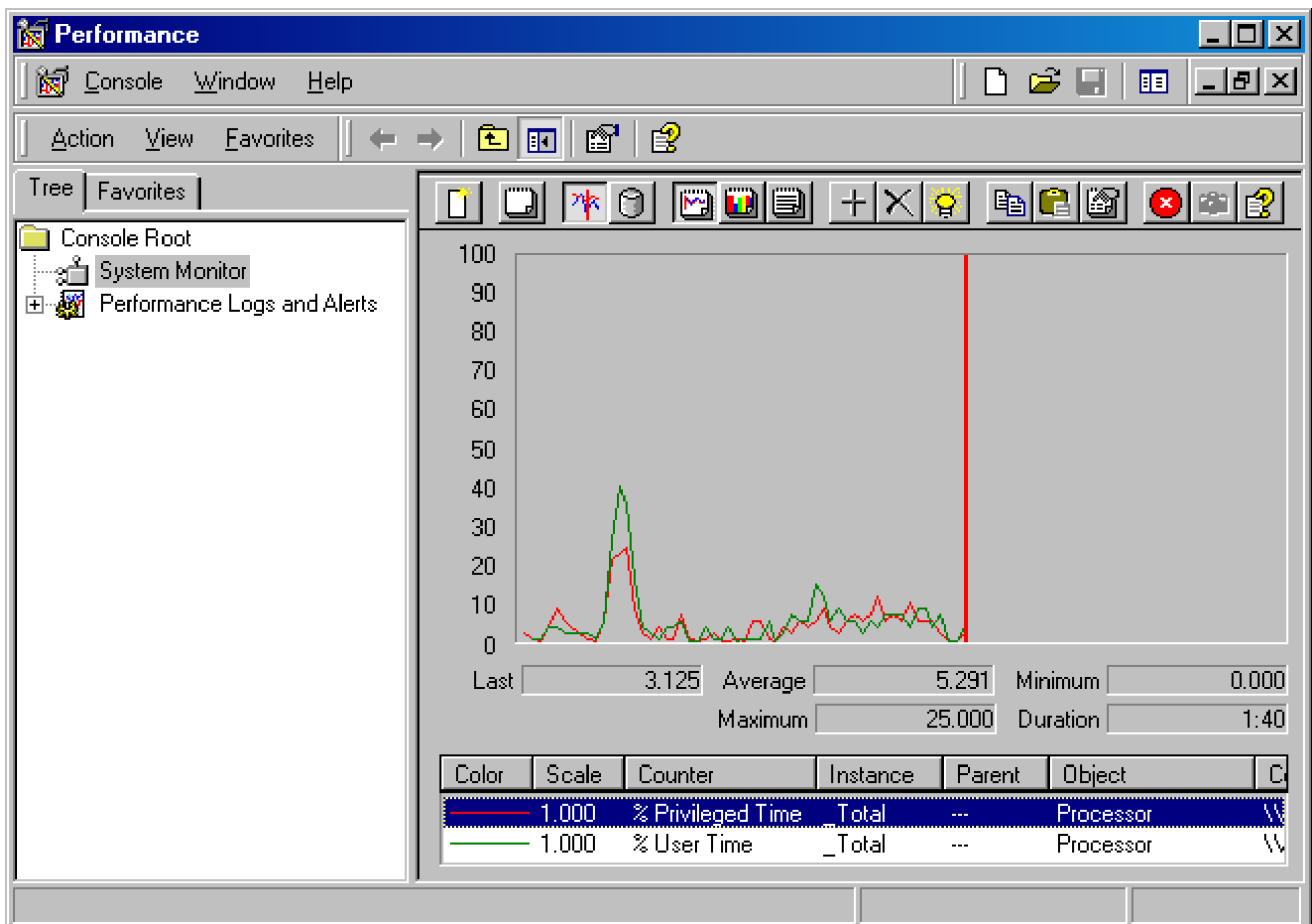 Performance
Console Window Help
Action View Favorites
Tree Favorites
Console Root
System Monitor
Performance Logs and Alerts
100
90
80
70
60
50
40
30
20
10
0
Last 3.125 Average 5.291 Minimum 0.000
Maximum 25.000 Duration 1:40
Color Scale Counter Instance Parent Object
1.000 % Privileged Time _Total --- Processor \\
1.000 % User Time _Total --- Processor \\